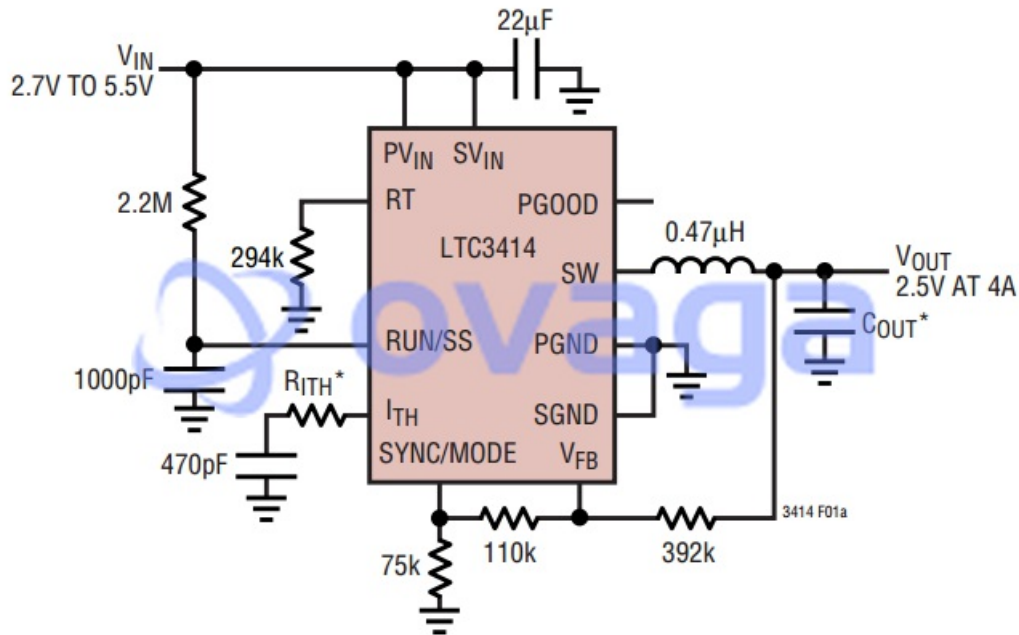 22µF
VIN
2.7V TO 5.5V
PVIN SVIN
RT
PGOOD
2.2M
0.47µH
LTC3414
294k
SW
VOUT
2.5V AT 4A
ovaga
COUT*
RUN/SS
PGND
1000pF
RITH*
ITH
SGND
SYNC/MODE
VFB
470pF
3414 F01a
110k
392k
75k